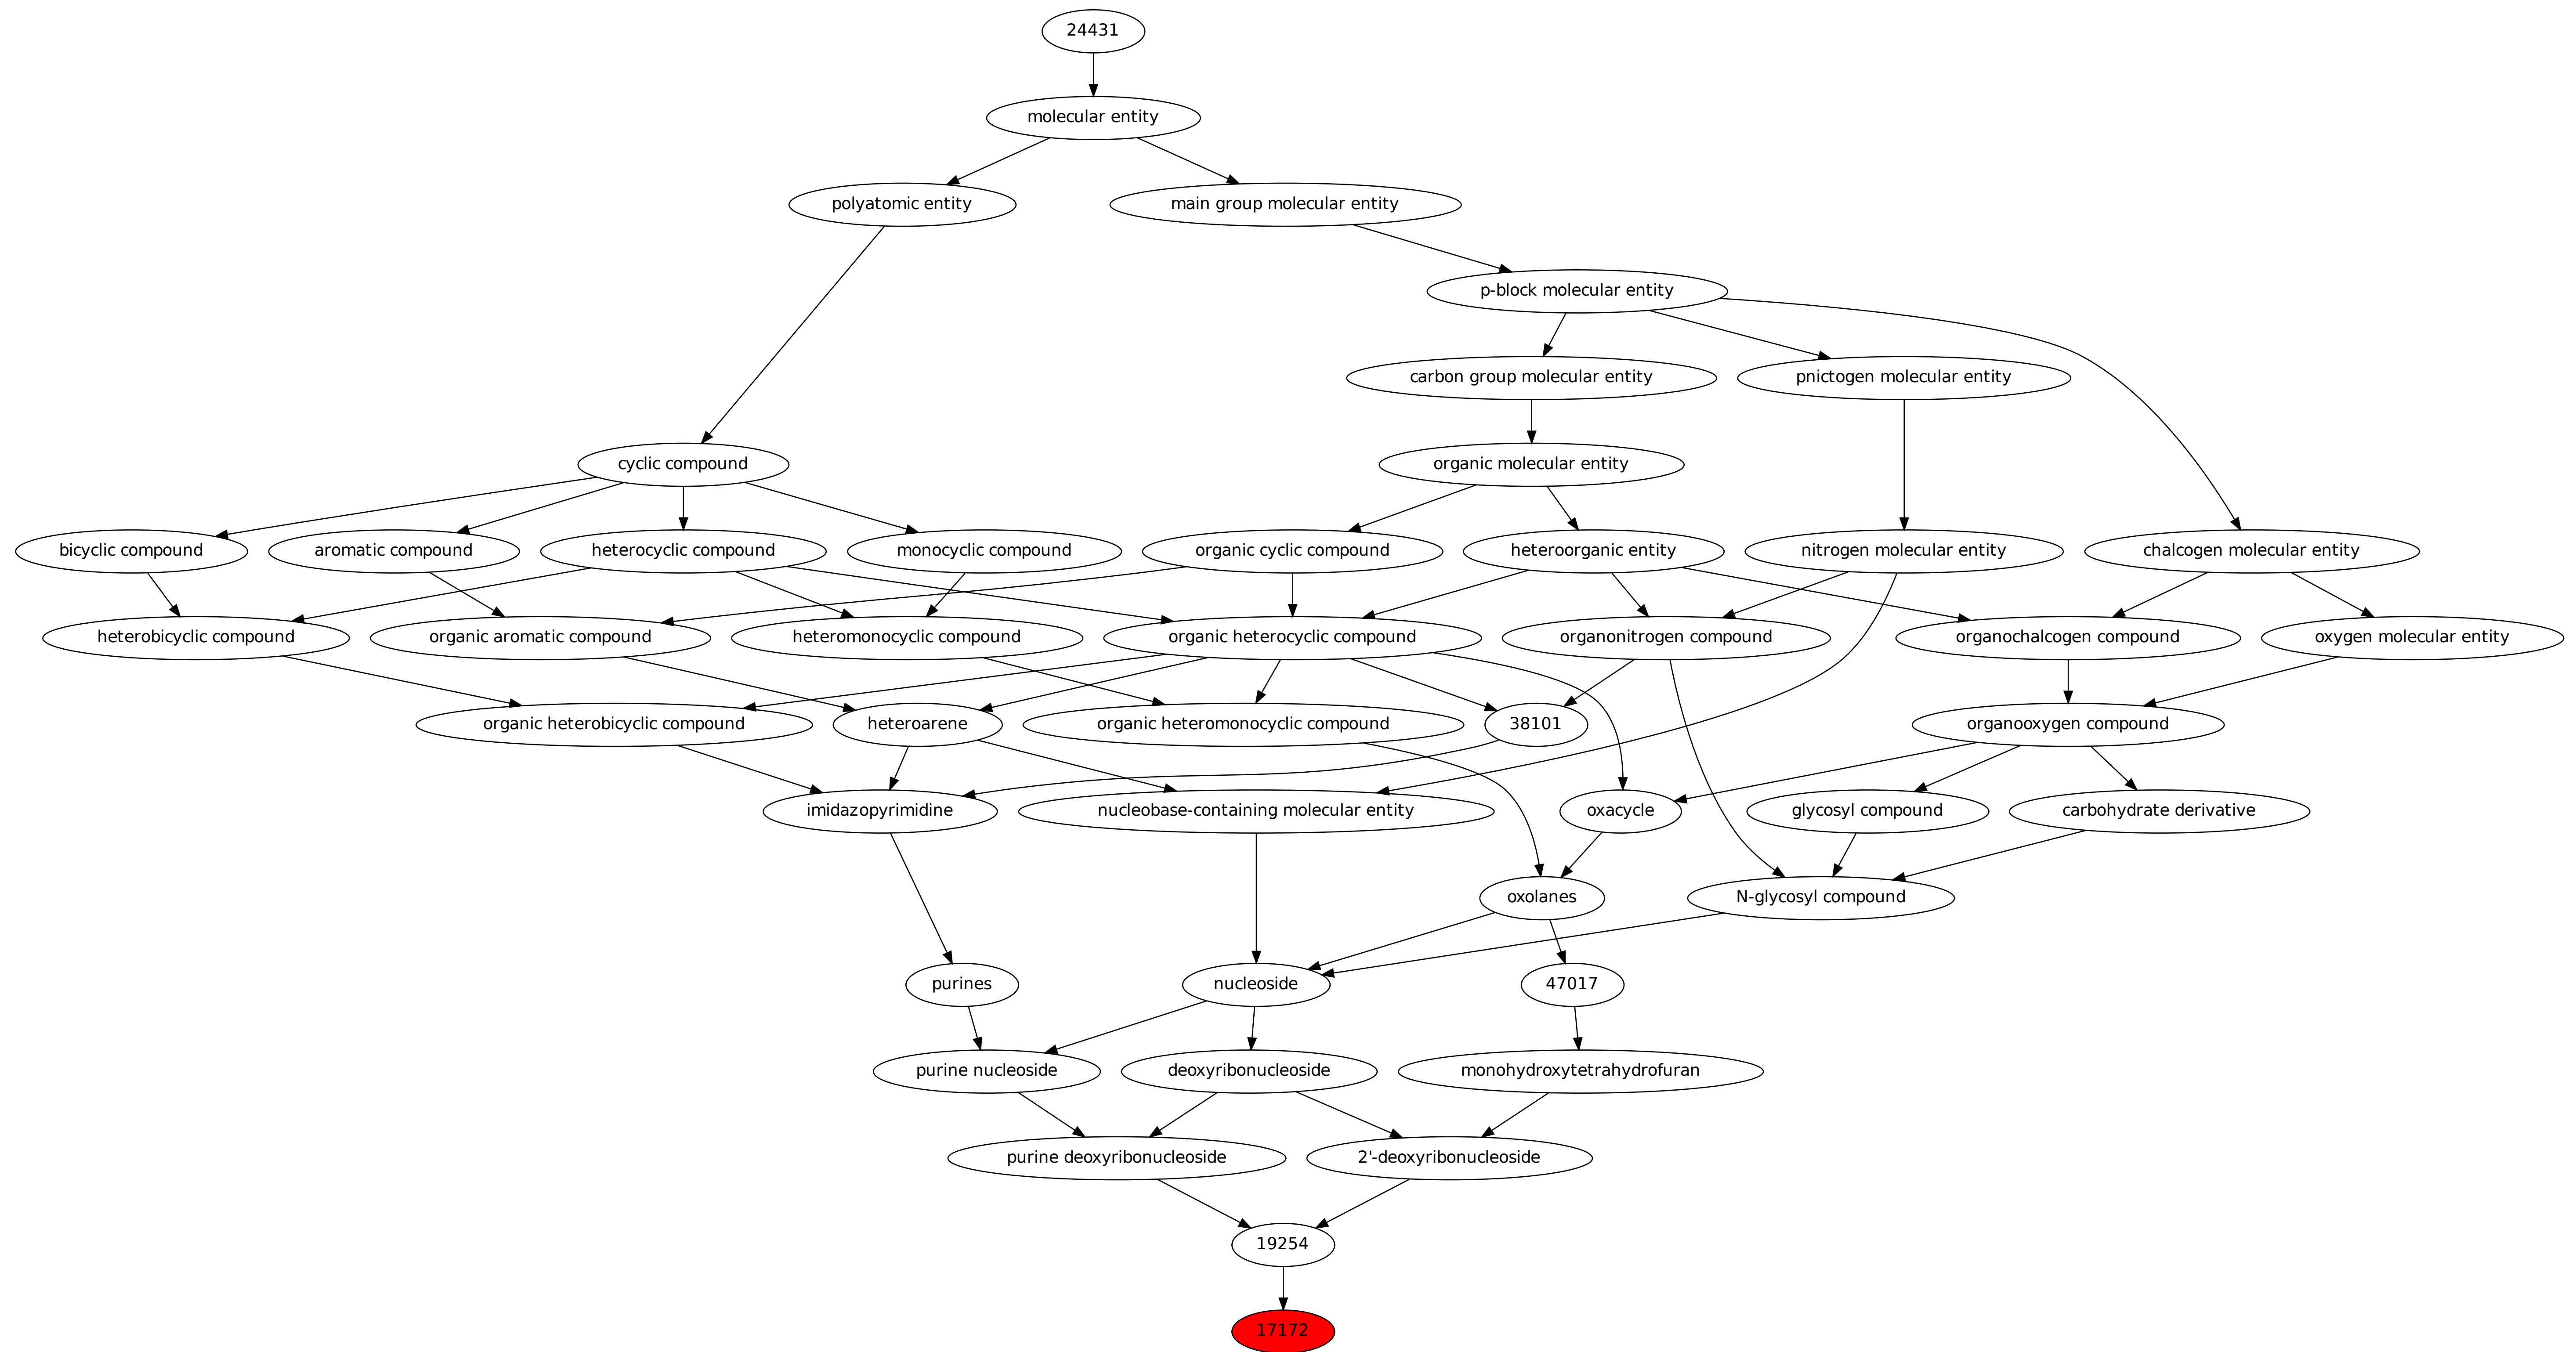 24431
molecular entity
polyatomic entity
main group molecular entity
p-block molecular entity
carbon group molecular entity
pnictogen molecular entity
cyclic compound
organic molecular entity
bicyclic compound
aromatic compound
heterocyclic compound
monocyclic compound
organic cyclic compound
heteroorganic entity
nitrogen molecular entity
chalcogen molecular entity
heterobicyclic compound
organic aromatic compound
heteromonocyclic compound
organic heterocyclic compound
organonitrogen compound
organochalcogen compound
oxygen molecular entity
organic heterobicyclic compound
heteroarene
organic heteromonocyclic compound
38101
organooxygen compound
imidazopyrimidine
nucleobase-containing molecular entity
oxacycle
glycosyl compound
carbohydrate derivative
oxolanes
N-glycosyl compound
purines
nucleoside
47017
purine nucleoside
deoxyribonucleoside
monohydroxytetrahydrofuran
purine deoxyribonucleoside
2'-deoxyribonucleoside
19254
17172